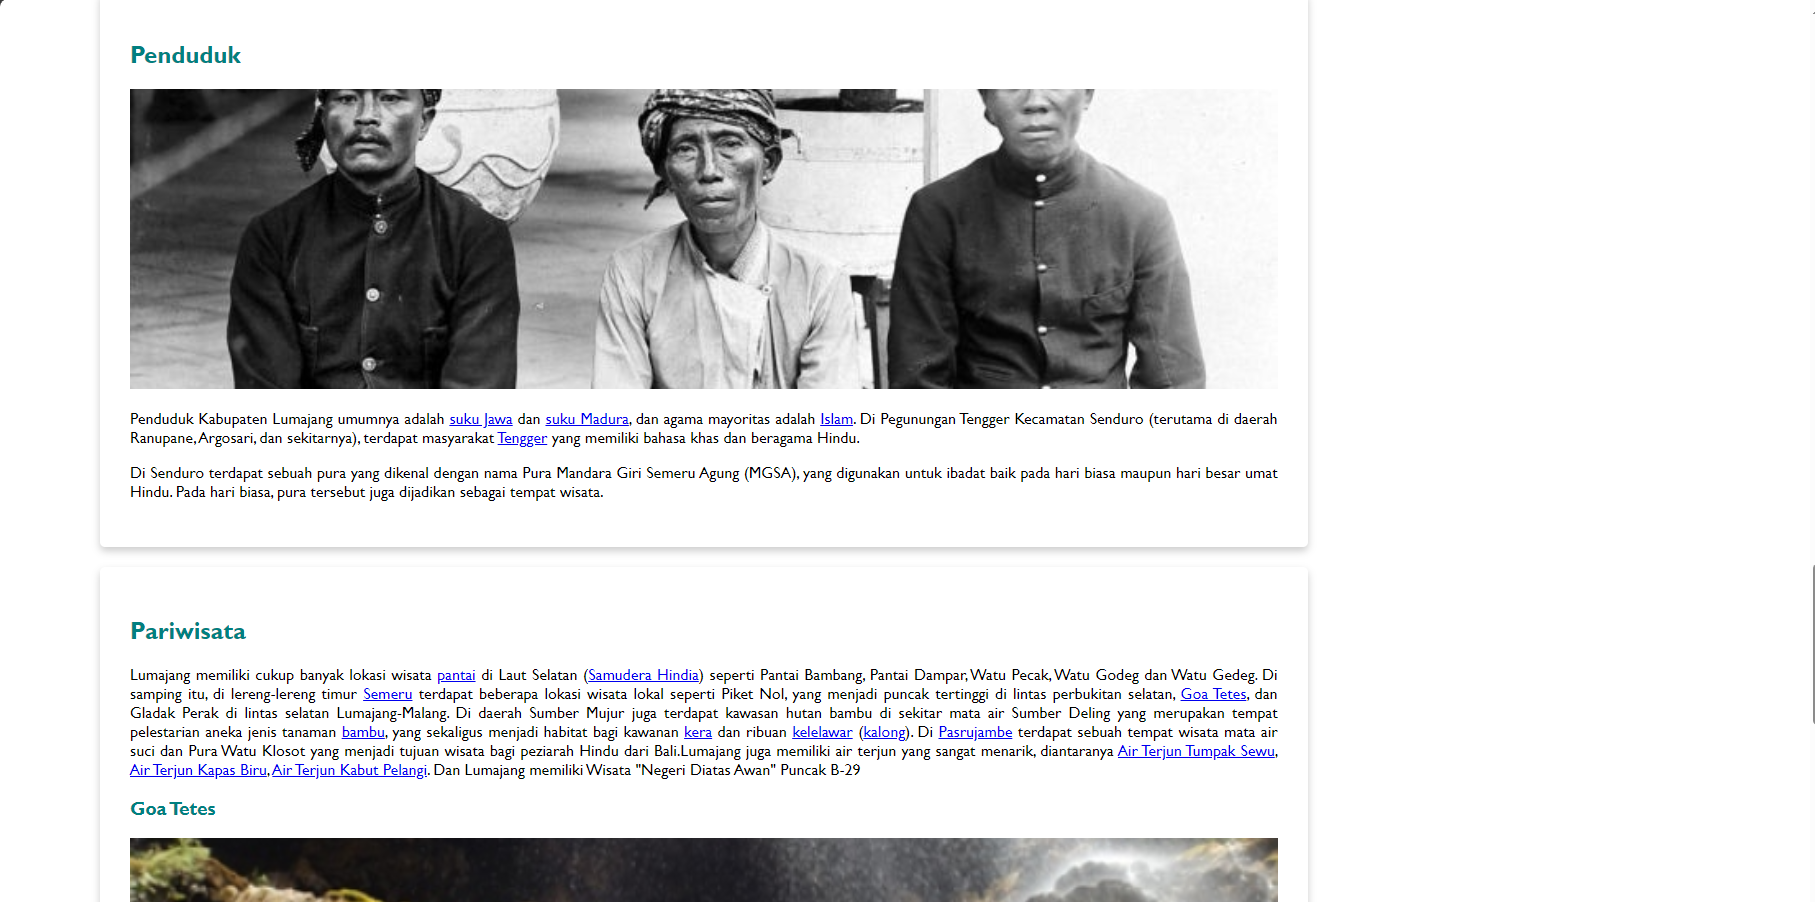 Penduduk
Penduduk Kabupaten Lumajang umumnya adalah suku Jawa dan suku Madura, dan agama mayoritas adalah Islam. Di Pegunungan Tengger Kecamatan Senduro (terutama di daerah
Ranupane, Argosari, dan sekitarnya), terdapat masyarakat Tengger yang memiliki bahasa khas dan beragama Hindu.
Di Senduro terdapat sebuah pura yang dikenal dengan nama Pura Mandara Giri Semeru Agung (MGSA), yang digunakan untuk ibadat baik pada hari biasa maupun hari besar umat
Hindu. Pada hari biasa, pura tersebut juga dijadikan sebagai tempat wisata.
Pariwisata
Lumajang memiliki cukup banyak lokasi wisata pantai di Laut Selatan (Samudera Hindia) seperti Pantai Bambang, Pantai Dampar, Watu Pecak, Watu Godeg dan Watu Gedeg. Di
samping itu, di lereng-lereng timur Semeru terdapat beberapa lokasi wisata lokal seperti Piket Nol, yang menjadi puncak tertinggi di lintas perbukitan selatan, Goa Tetes, dan
Gladak Perak di lintas selatan Lumajang-Malang. Di daerah Sumber Mujur juga terdapat kawasan hutan bambu di sekitar mata air Sumber Deling yang merupakan tempat
pelestarian aneka jenis tanaman bambu, yang sekaligus menjadi habitat bagi kawanan kera dan ribuan kelelawar (kalong). Di Pasrujambe terdapat sebuah tempat wisata mata air
suci dan Pura Watu Klosot yang menjadi tujuan wisata bagi peziarah Hindu dari Bali.Lumajang juga memiliki air terjun yang sangat menarik, diantaranya Air Terjun Tumpak Sewu,
Air Terjun Kapas Biru, Air Terjun Kabut Pelangi. Dan Lumajang memiliki Wisata "Negeri Diatas Awan" Puncak B-29
Goa Tetes